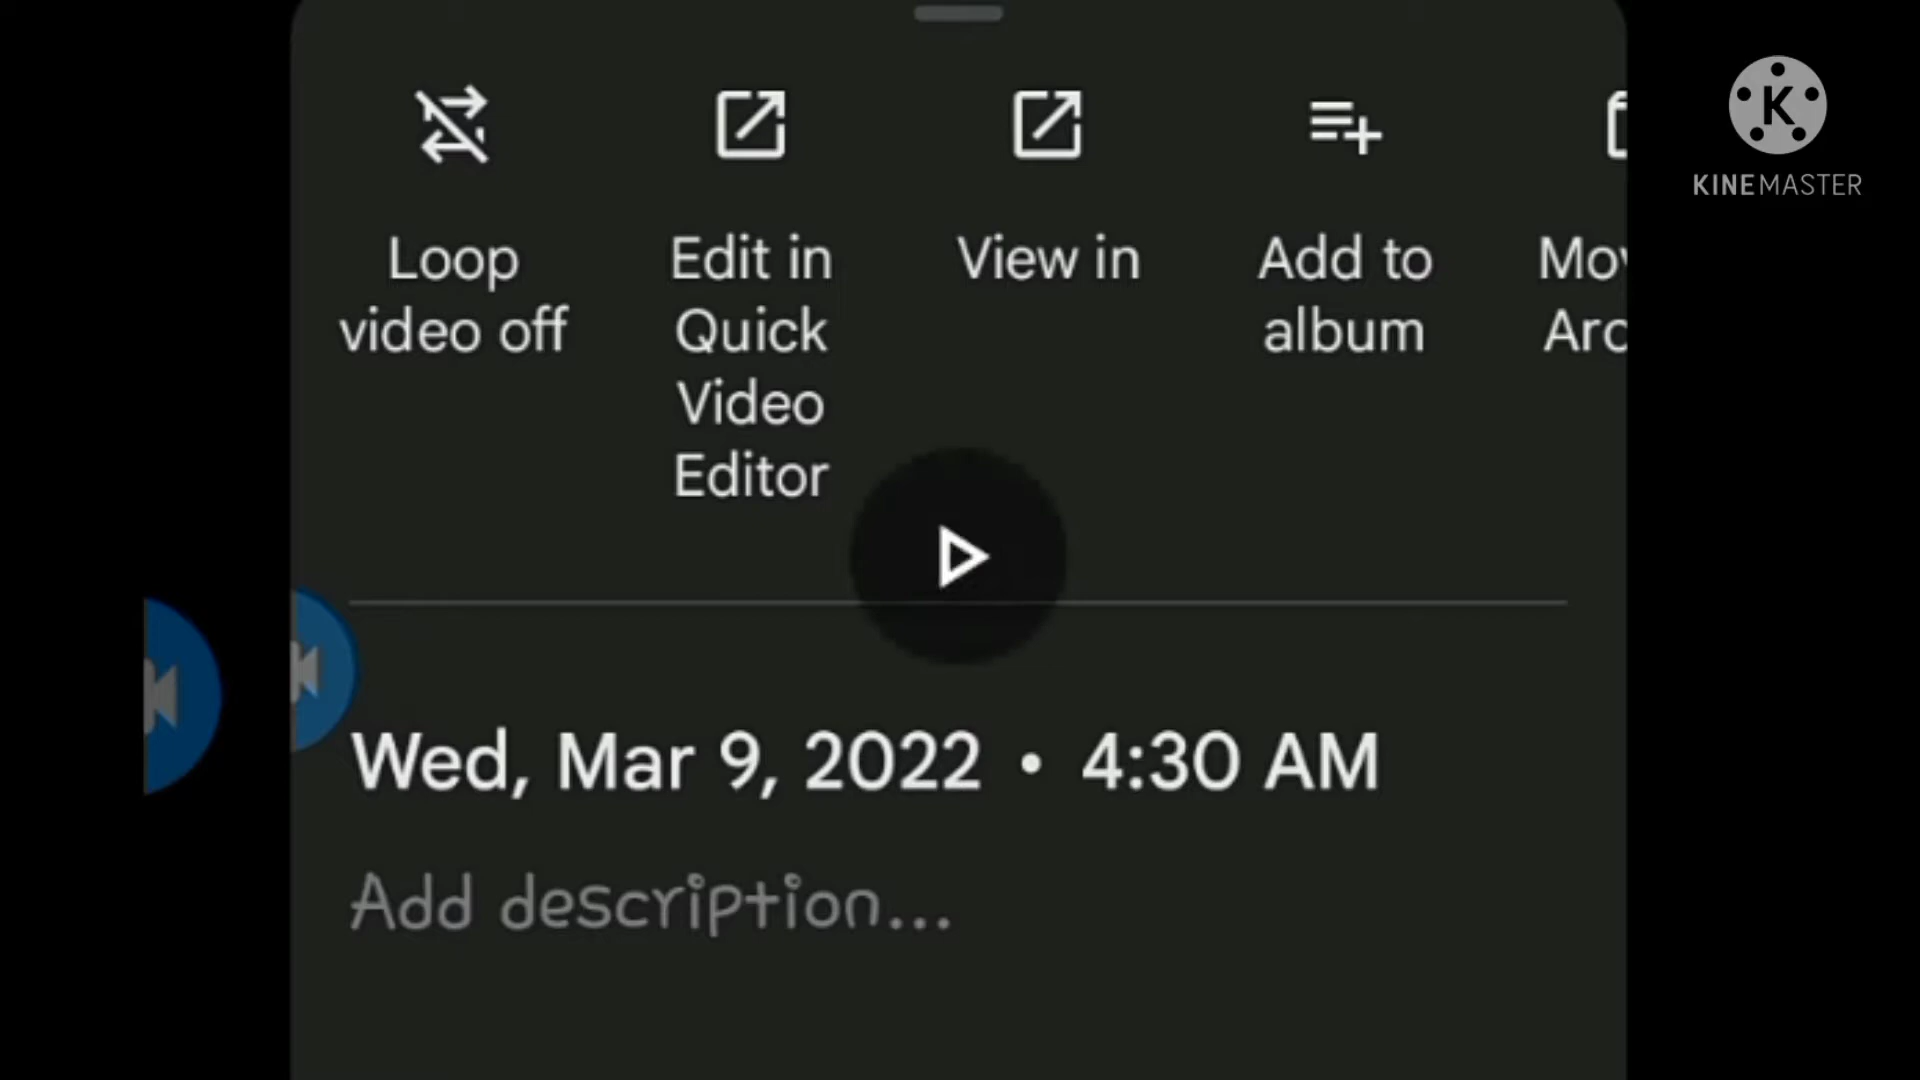 K
KINEMASTER
Loop
video off
Edit in
Quick
Video
Editor
View in
Add to
album
Wed, Mar 9, 2022 • 4:30 AM
Add description...